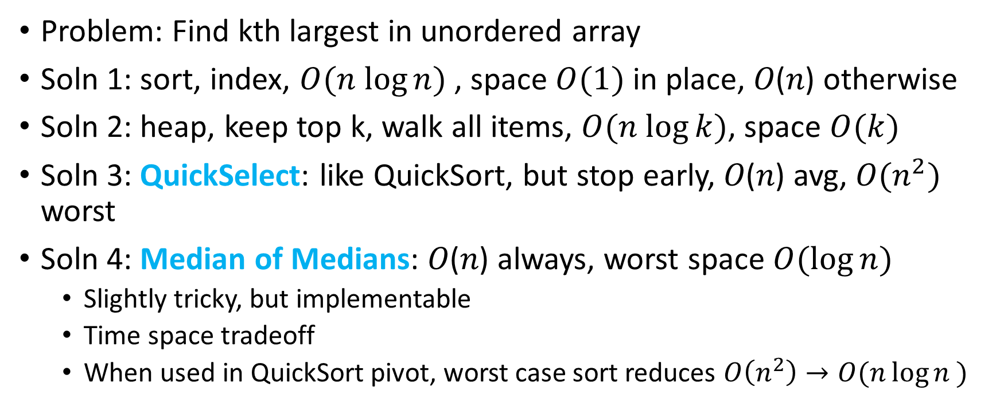 • Problem: Find kth largest in unordered array
• Soln 1: sort, index, O(n log n) , space O(1) in place, O(n) otherwise
• Soln 2: heap, keep top k, walk all items, O(n log k), space O(k)
• Soln 3: QuickSelect: like QuickSort, but stop early, O(n) avg, O(n²)
worst
• Soln 4: Median of Medians: O(n) always, worst space O(log n)
• Slightly tricky, but implementable
• Time space tradeoff
• When used in QuickSort pivot, worst case sort reduces O(n²) → O(n log n )